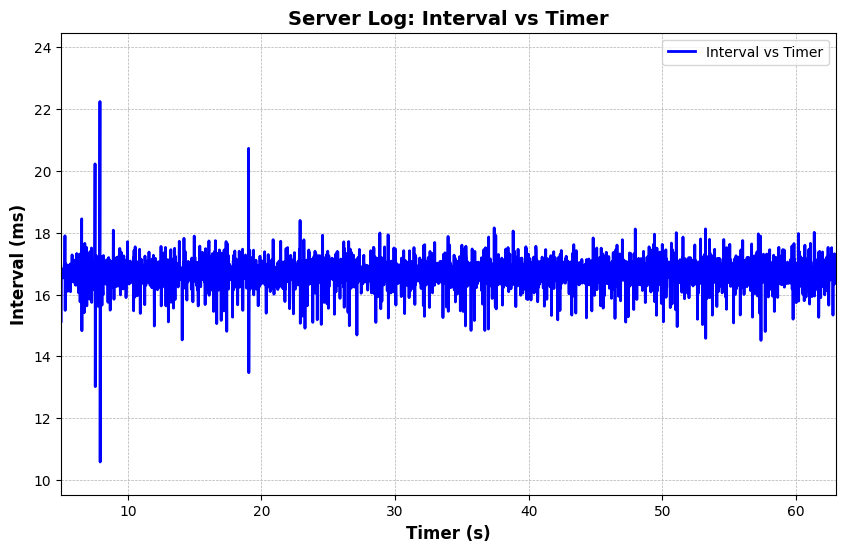 Server Log: Interval vs Timer
Interval vs Timer
24
22
20
18
16
14
12
10
Interval (ms)
10 20 30 40 50 60
Timer (s)